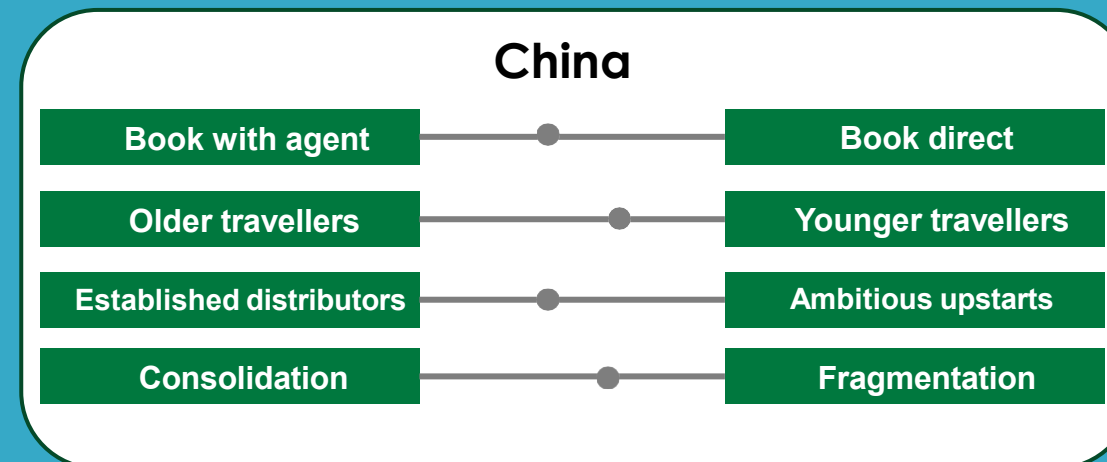 China
Book with agent
Book direct
Older travellers
Younger travellers
Established distributors
Ambitious upstarts
Consolidation
Fragmentation